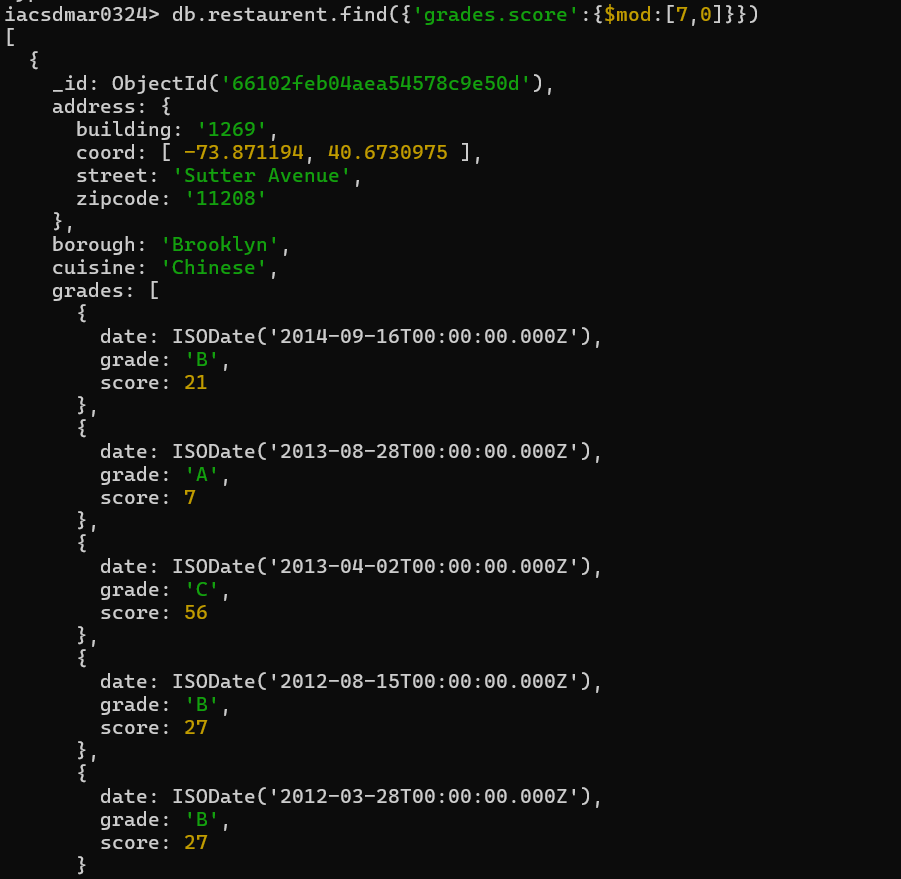 iacsdmar0324> db.restaurent.find({'grades.score':{$mod:[7,0]}})
[
  {
    _id: ObjectId('66102feb04aea54578c9e50d'),
    address: {
      building: '1269',
      coord: [ -73.871194, 40.6730975 ],
      street: 'Sutter Avenue',
      zipcode: '11208'
    },
    borough: 'Brooklyn',
    cuisine: 'Chinese',
    grades: [
      {
        date: ISODate('2014-09-16T00:00:00.000Z'),
        grade: 'B',
        score: 21
      },
      {
        date: ISODate('2013-08-28T00:00:00.000Z'),
        grade: 'A',
        score: 7
      },
      {
        date: ISODate('2013-04-02T00:00:00.000Z'),
        grade: 'C',
        score: 56
      },
      {
        date: ISODate('2012-08-15T00:00:00.000Z'),
        grade: 'B',
        score: 27
      },
      {
        date: ISODate('2012-03-28T00:00:00.000Z'),
        grade: 'B',
        score: 27
      }